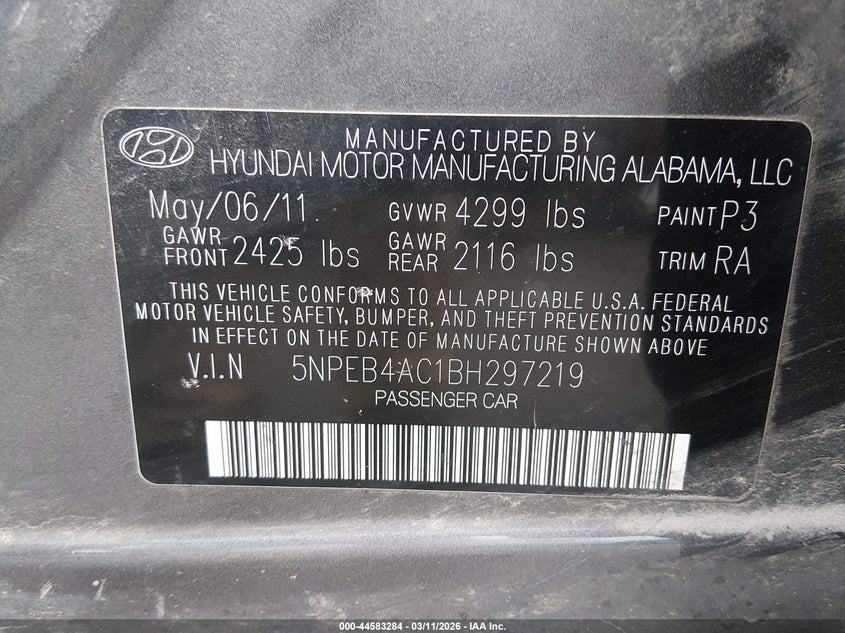 MANUFACTURED BY
HYUNDAI MOTOR MANUFACTURING ALABAMA, LLC
May/06/11 GVWR 4299 lbs PAINT P3
GAWR FRONT 2425 lbs GAWR REAR 2116 lbs TRIM RA
THIS VEHICLE CONFORMS TO ALL APPLICABLE U.S.A. FEDERAL
MOTOR VEHICLE SAFETY, BUMPER, AND THEFT PREVENTION STANDARDS
IN EFFECT ON THE DATE OF MANUFACTURE SHOWN ABOVE
V.I.N 5NPEB4AC1BH297219
PASSENGER CAR
000-44583284 - 03/11/2026 - IAA Inc.